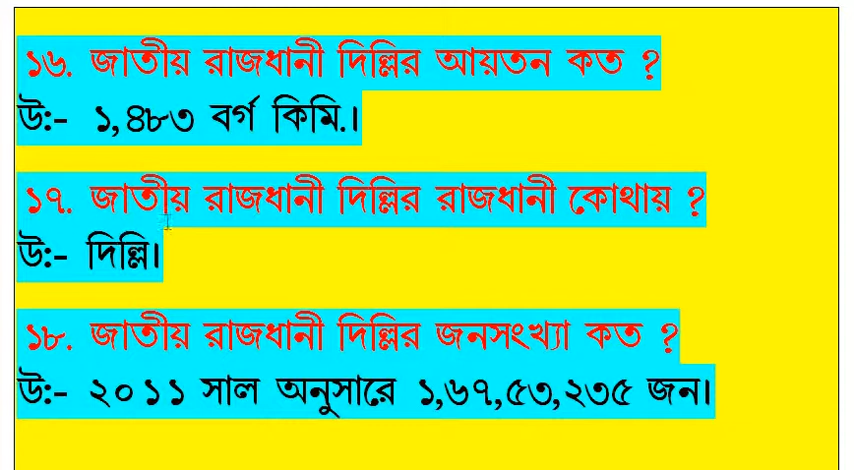 ১৬. জাতীয় রাজধানী দিল্লির আয়তন কত ?
উ:- ১,৪৮৩ বর্গ কিমি.।
১৭. জাতীয় রাজধানী দিল্লির রাজধানী কোথায় ?
উ:- দিল্লি।
১৮. জাতীয় রাজধানী দিল্লির জনসংখ্যা কত ?
উ:- ২০১১ সাল অনুসারে ১,৬৭,৫৩,২৩৫ জন।